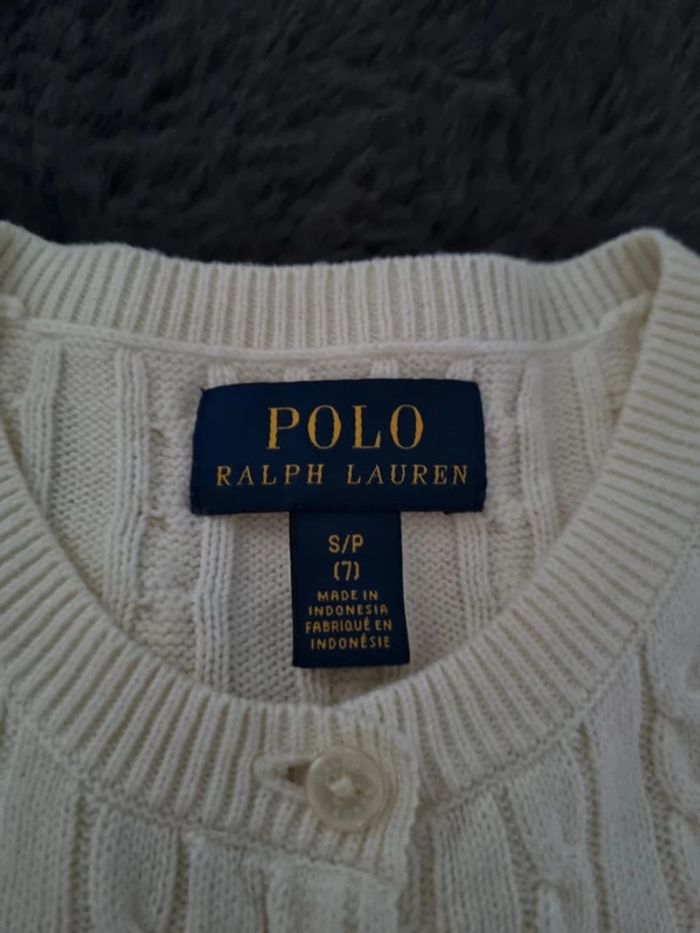 POLO
RALPH LAUREN
S/P
(7)
MADE IN
INDONESIA
FABRIQUÉ EN
INDONÉSIE